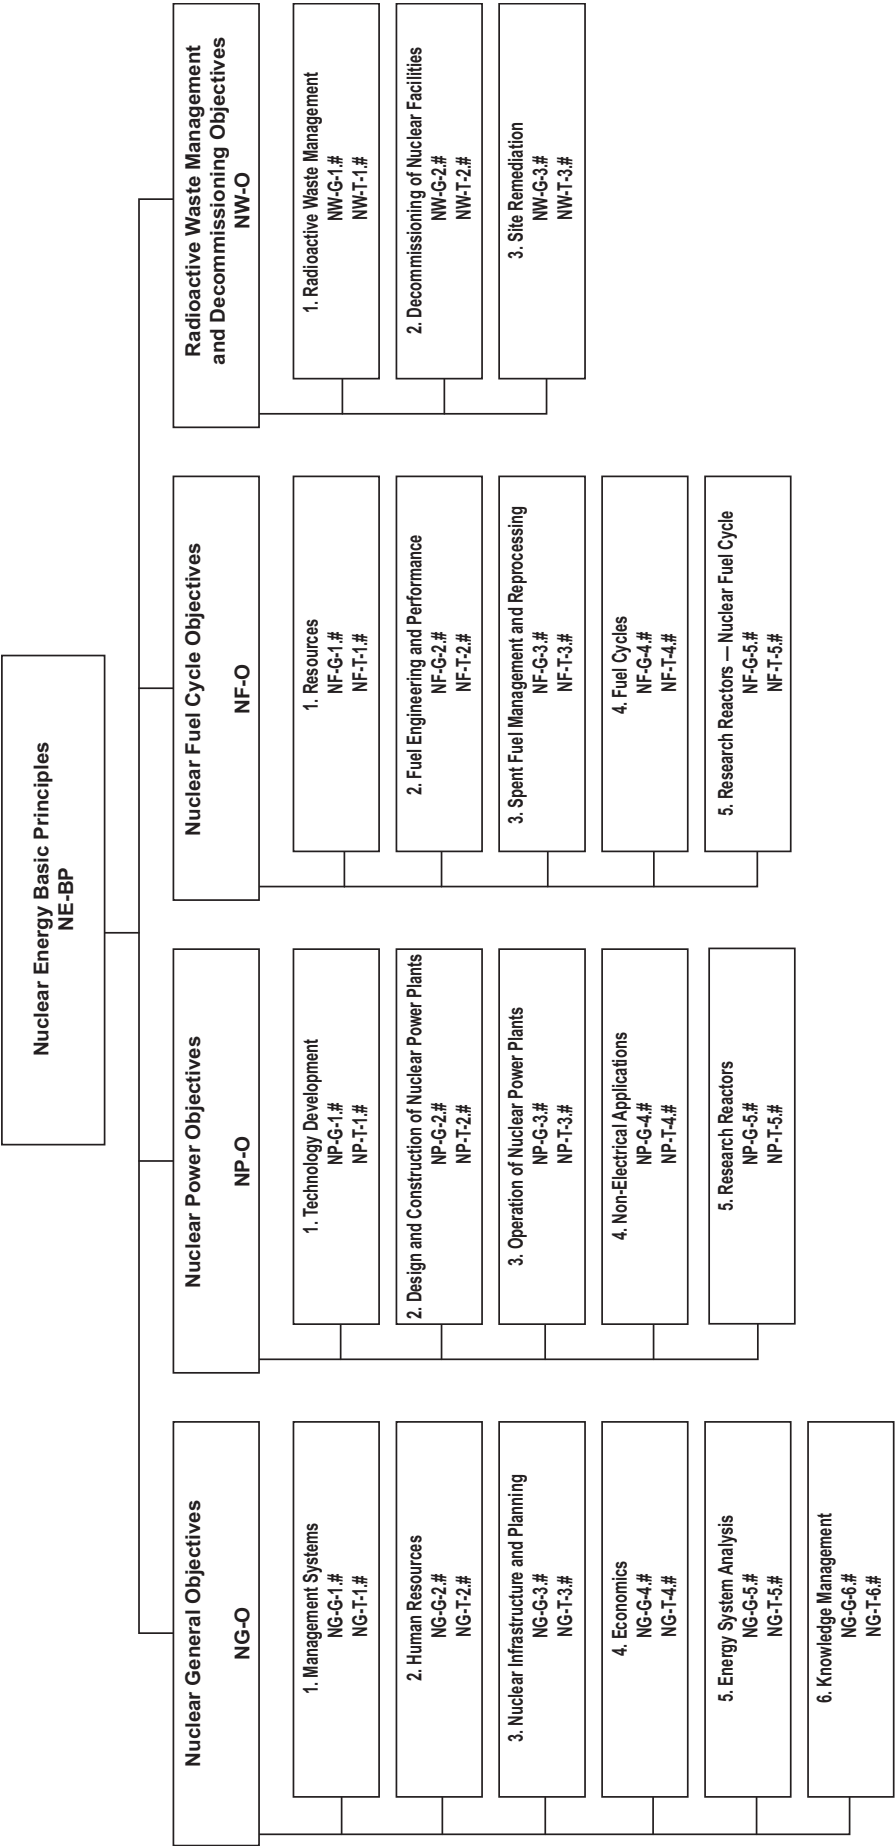 Nuclear Energy Basic Principles
NE-BP
Nuclear General Objectives
NG-O
1. Management Systems
NG-G-1.#
NG-T-1.#
2. Human Resources
NG-G-2.#
NG-T-2.#
3. Nuclear Infrastructure and Planning
NG-G-3.#
NG-T-3.#
4. Economics
NG-G-4.#
NG-T-4.#
5. Energy System Analysis
NG-G-5.#
NG-T-5.#
6. Knowledge Management
NG-G-6.#
NG-T-6.#
Nuclear Power Objectives
NP-O
1. Technology Development
NP-G-1.#
NP-T-1.#
2. Design and Construction of Nuclear Power Plants
NP-G-2.#
NP-T-2.#
3. Operation of Nuclear Power Plants
NP-G-3.#
NP-T-3.#
4. Non-Electrical Applications
NP-G-4.#
NP-T-4.#
5. Research Reactors
NP-G-5.#
NP-T-5.#
Nuclear Fuel Cycle Objectives
NF-O
1. Resources
NF-G-1.#
NF-T-1.#
2. Fuel Engineering and Performance
NF-G-2.#
NF-T-2.#
3. Spent Fuel Management and Reprocessing
NF-G-3.#
NF-T-3.#
4. Fuel Cycles
NF-G-4.#
NF-T-4.#
5. Research Reactors — Nuclear Fuel Cycle
NF-G-5.#
NF-T-5.#
Radioactive Waste Management
and Decommissioning Objectives
NW-O
1. Radioactive Waste Management
NW-G-1.#
NW-T-1.#
2. Decommissioning of Nuclear Facilities
NW-G-2.#
NW-T-2.#
3. Site Remediation
NW-G-3.#
NW-T-3.#